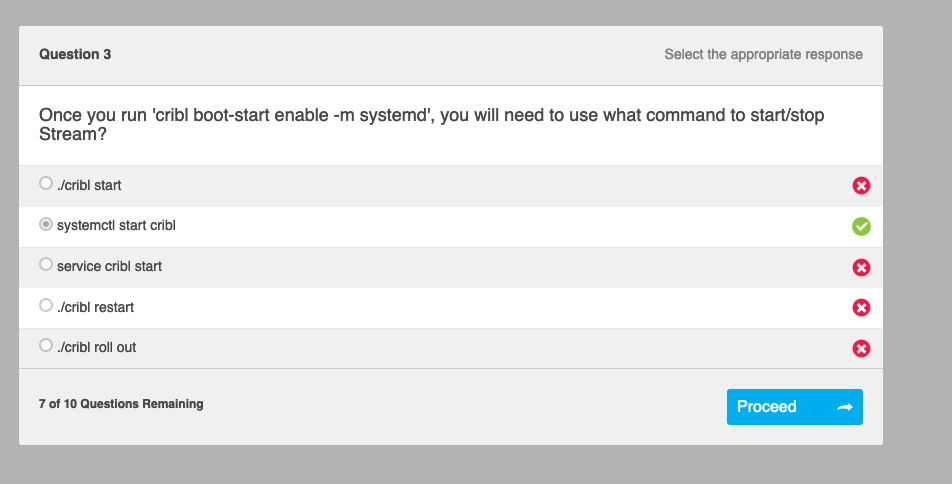 Question 3
Select the appropriate response
Once you run 'cribl boot-start enable -m systemd', you will need to use what command to start/stop
Stream?
./cribl start
systemctl start cribl
service cribl start
./cribl restart
./cribl roll out
7 of 10 Questions Remaining
Proceed